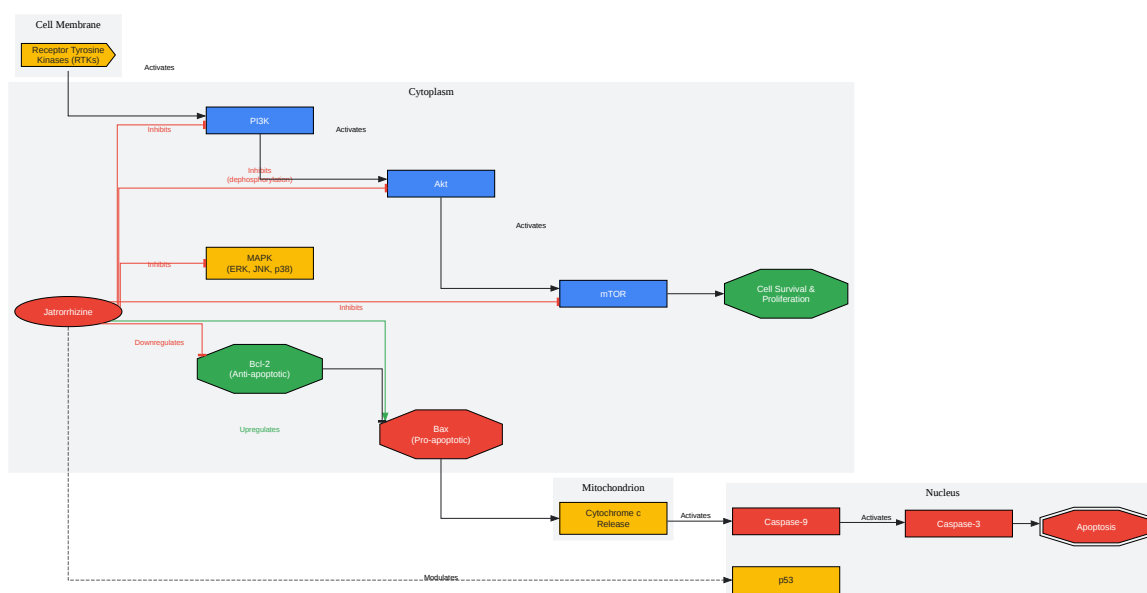 Cell Membrane
Receptor Tyrosine
Kinases (RTKs)
Activates
Cytoplasm
PI3K
Inhibits
Activates
Inhibits
(dephosphorylation)
Akt
Activates
MAPK
(ERK, JNK, p38)
Inhibits
mTOR
Cell Survival &
Proliferation
Jatrorrhizine
Inhibits
Downregulates
Bcl-2
(Anti-apoptotic)
Upregulates
Bax
(Pro-apoptotic)
Mitochondrion
Cytochrome c
Release
Activates
Nucleus
Caspase-9
Activates
Caspase-3
Apoptosis
Modulates
p53